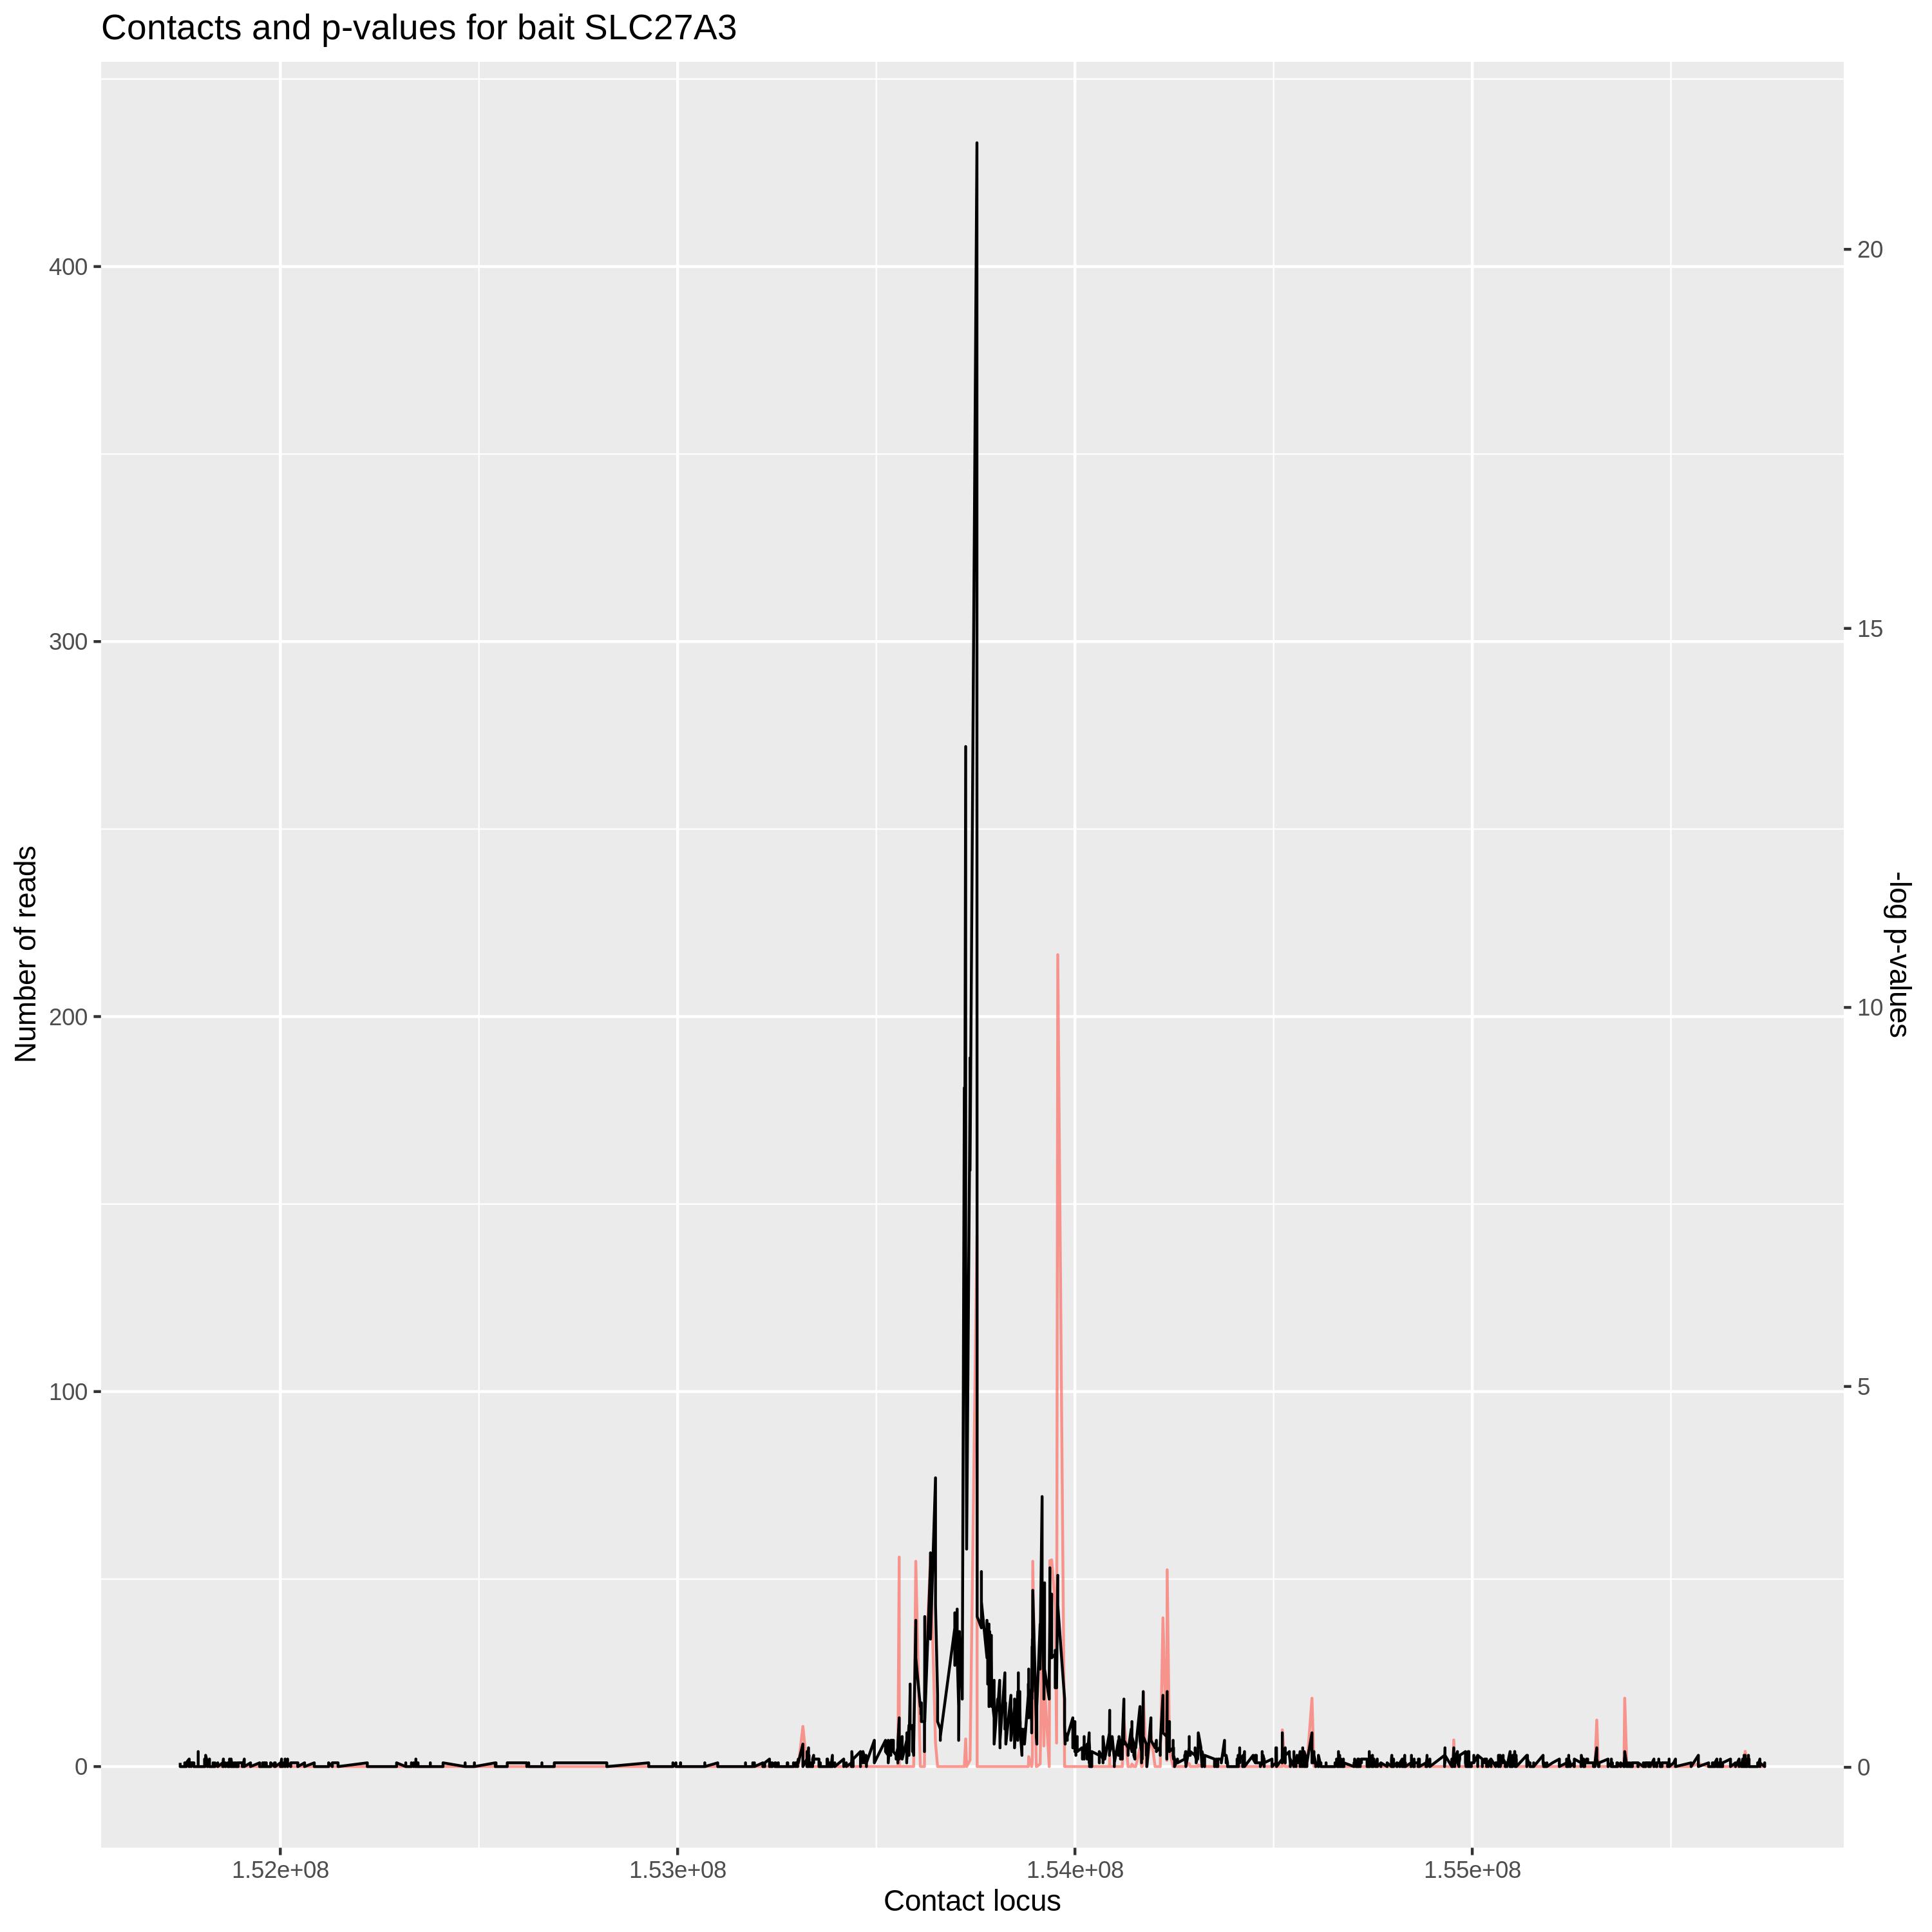 Contacts and p-values for bait SLC27A3
400
300
200
100
0
Number of reads
20
15
10
5
0
-log p-values
1.52e+08
1.53e+08
1.54e+08
1.55e+08
Contact locus